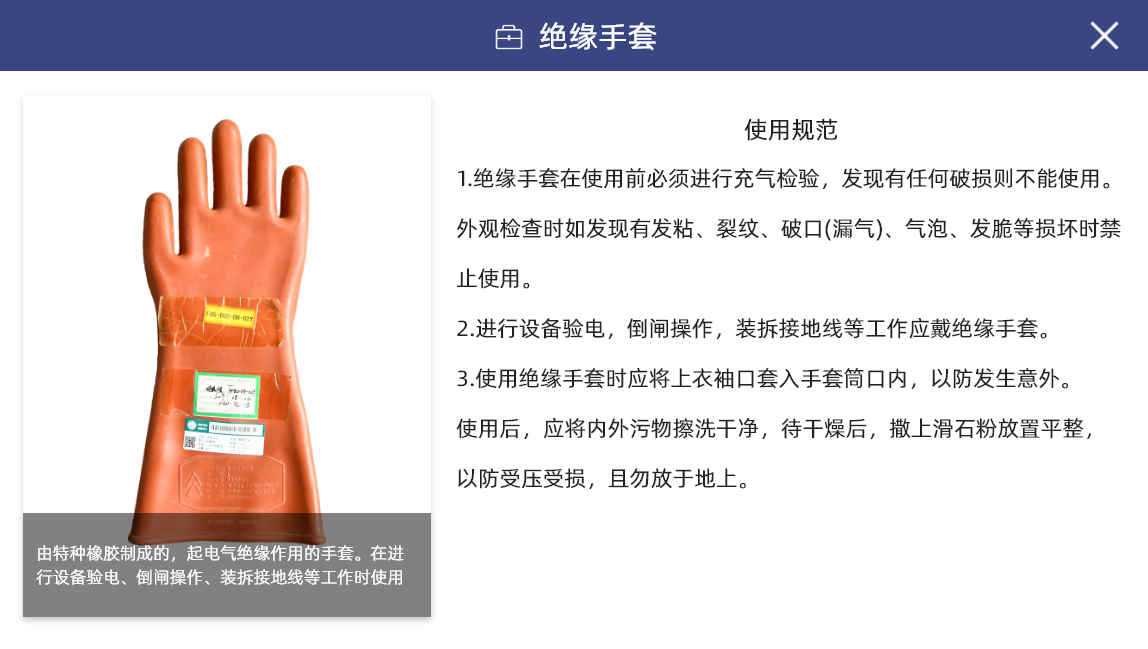 绝缘手套
使用规范
1.绝缘手套在使用前必须进行充气检验，发现有任何破损则不能使用。
外观检查时如发现有发粘、裂纹、破口(漏气)、气泡、发脆等损坏时禁
止使用。
2.进行设备验电，倒闸操作，装拆接地线等工作应戴绝缘手套。
3.使用绝缘手套时应将上衣袖口套入手套筒口内，以防发生意外。
使用后，应将内外污物擦洗干净，待干燥后，撒上滑石粉放置平整，
以防受压受损，且勿放于地上。
F05-B02-DB-02Y
由特种橡胶制成的，起电气绝缘作用的手套。在进
行设备验电、倒闸操作、装拆接地线等工作时使用